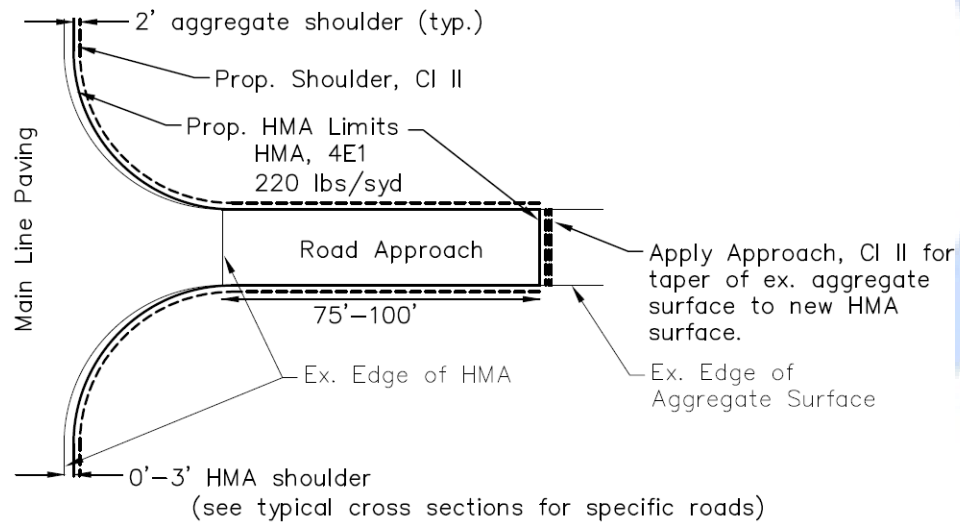 2' aggregate shoulder (typ.)
Prop. Shoulder, Cl II
Prop. HMA Limits
HMA, 4E1
220 lbs/syd
Main Line Paving
Road Approach
Apply Approach, Cl II for
taper of ex. aggregate
surface to new HMA
surface.
75'-100'
Ex. Edge of HMA
Ex. Edge of
Aggregate Surface
0'-3' HMA shoulder
(see typical cross sections for specific roads)